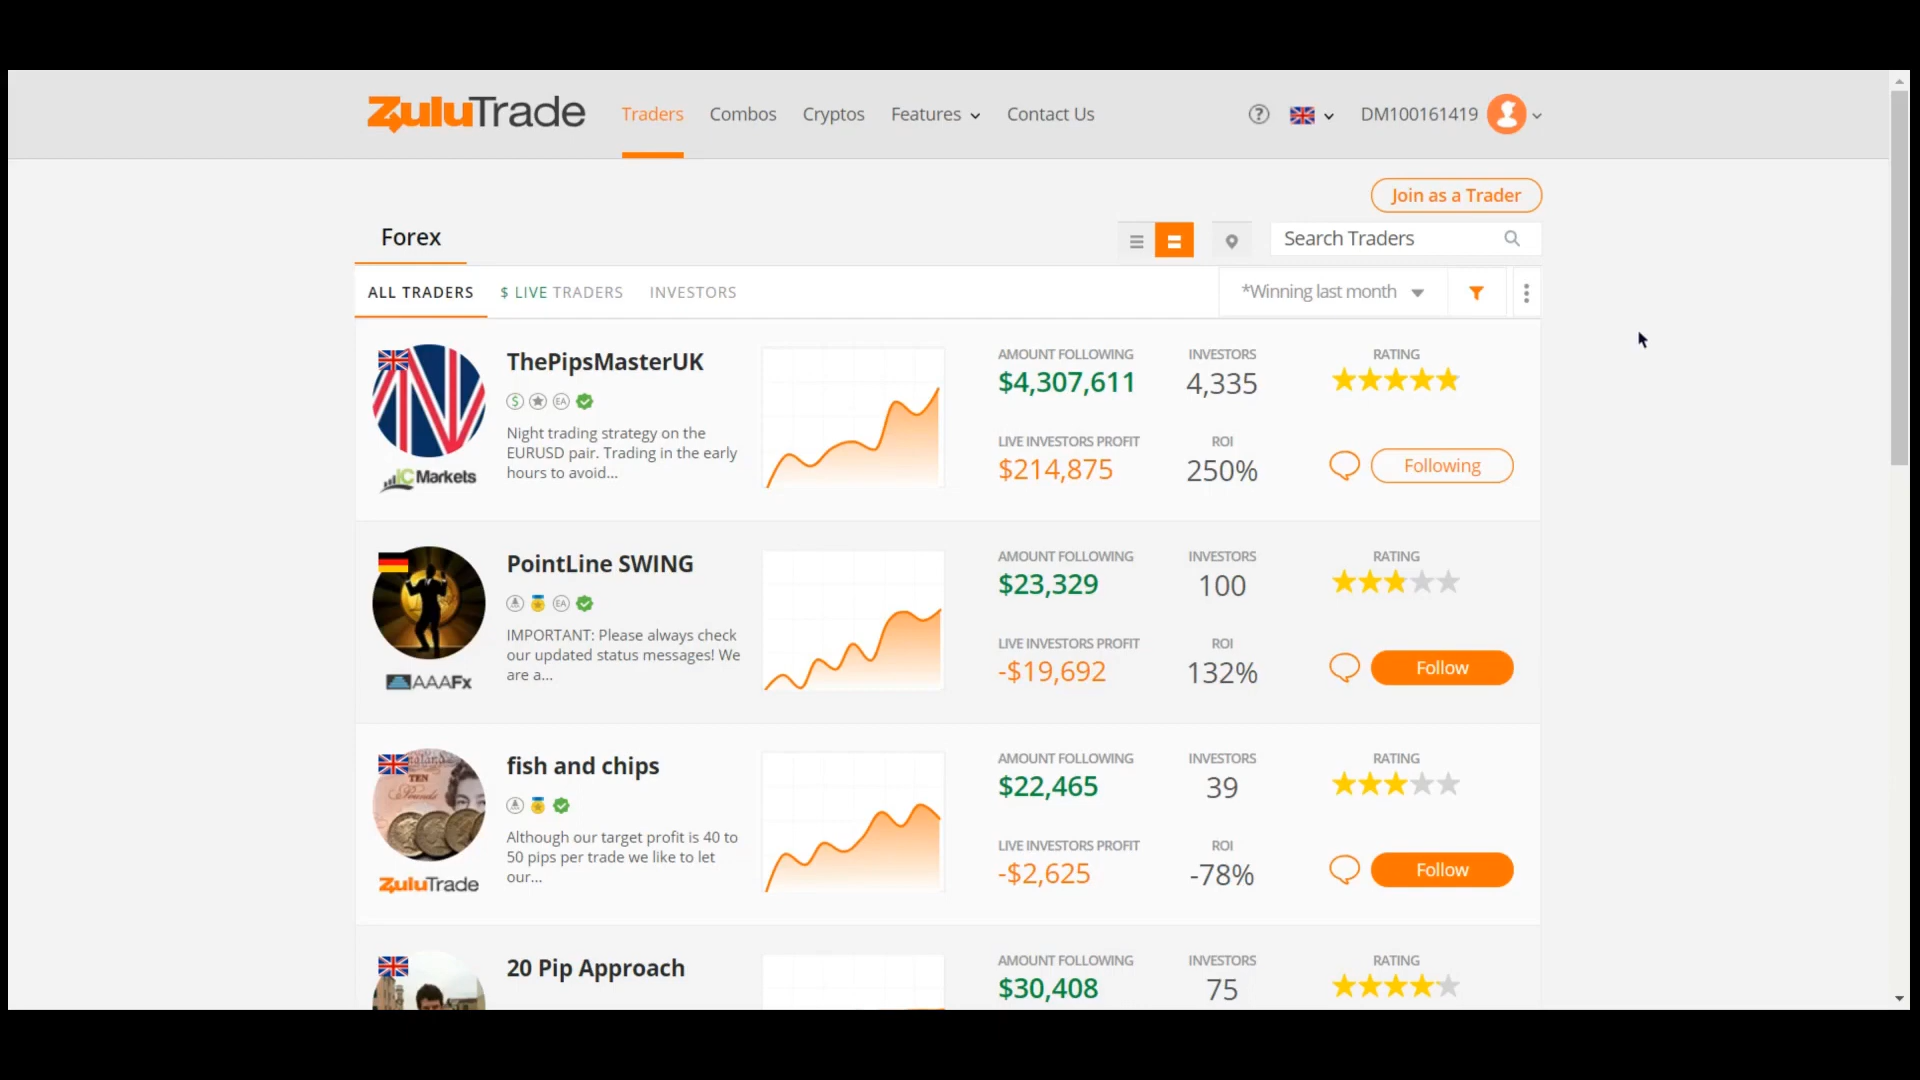 ZuluTrade
Traders
Combos
Cryptos
Features
Contact Us
DM100161419
Join as a Trader
Forex
Search Traders
ALL TRADERS
$ LIVE TRADERS
INVESTORS
*Winning last month
ThePipsMasterUK
$
EA
Night trading strategy on the
EURUSD pair. Trading in the early
hours to avoid...
IC Markets
AMOUNT FOLLOWING
$4,307,611
INVESTORS
4,335
RATING
LIVE INVESTORS PROFIT
$214,875
ROI
250%
Following
PointLine SWING
EA
IMPORTANT: Please always check
our updated status messages! We
are a...
AAAFx
AMOUNT FOLLOWING
$23,329
INVESTORS
100
RATING
LIVE INVESTORS PROFIT
-$19,692
ROI
132%
Follow
fish and chips
TEN
Pounds
Although our target profit is 40 to
50 pips per trade we like to let
our...
ZuluTrade
AMOUNT FOLLOWING
$22,465
INVESTORS
39
RATING
LIVE INVESTORS PROFIT
-$2,625
ROI
-78%
Follow
20 Pip Approach
AMOUNT FOLLOWING
$30,408
INVESTORS
75
RATING